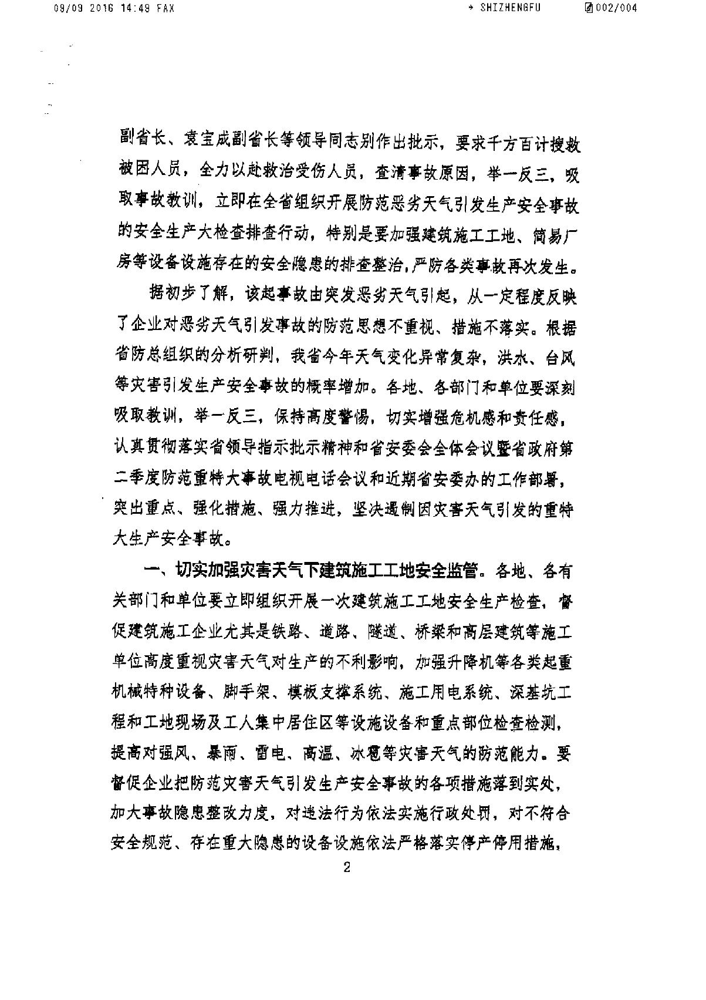 09/09 2016 14:49 FAX → SHIZHENGFU 002/004
副省长、袁宝成副省长等领导同志别作出批示，要求千方百计搜救
被困人员，全力以赴救治受伤人员，查清事故原因，举一反三，吸
取事故教训，立即在全省组织开展防范恶劣天气引发生产安全事故
的安全生产大检查排查行动，特别是要加强建筑施工工地、简易厂
房等设备设施存在的安全隐患的排查整治，严防各类事故再次发生。
据初步了解，该起事故由突发恶劣天气引起，从一定程度反映
了企业对恶劣天气引发事故的防范思想不重视、措施不落实。根据
省防总组织的分析研判，我省今年天气变化异常复杂，洪水、台风
等灾害引发生产安全事故的概率增加。各地、各部门和单位要深刻
吸取教训，举一反三，保持高度警惕，切实增强危机感和责任感，
认真贯彻落实省领导指示批示精神和省安委会全体会议暨省政府第
二季度防范重特大事故电视电话会议和近期省安委办的工作部署，
突出重点、强化措施、强力推进，坚决遏制因灾害天气引发的重特
大生产安全事故。
一、切实加强灾害天气下建筑施工工地安全监管。各地、各有
关部门和单位要立即组织开展一次建筑施工工地安全生产检查，督
促建筑施工企业尤其是铁路、道路、隧道、桥梁和高层建筑等施工
单位高度重视灾害天气对生产的不利影响，加强升降机等各类起重
机械特种设备、脚手架、模板支撑系统、施工用电系统、深基坑工
程和工地现场及工人集中居住区等设施设备和重点部位检查检测，
提高对强风、暴雨、雷电、高温、冰雹等灾害天气的防范能力。要
督促企业把防范灾害天气引发生产安全事故的各项措施落到实处，
加大事故隐患整改力度，对违法行为依法实施行政处罚，对不符合
安全规范、存在重大隐患的设备设施依法严格落实停产停用措施，
2